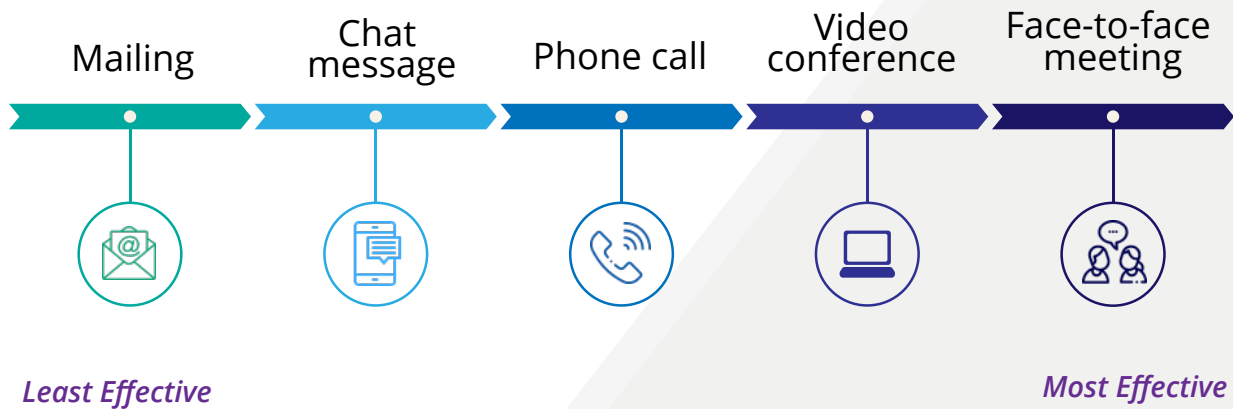 Mailing
Chat
message
Phone call
Video
conference
Face-to-face
meeting
@
Least Effective
Most Effective